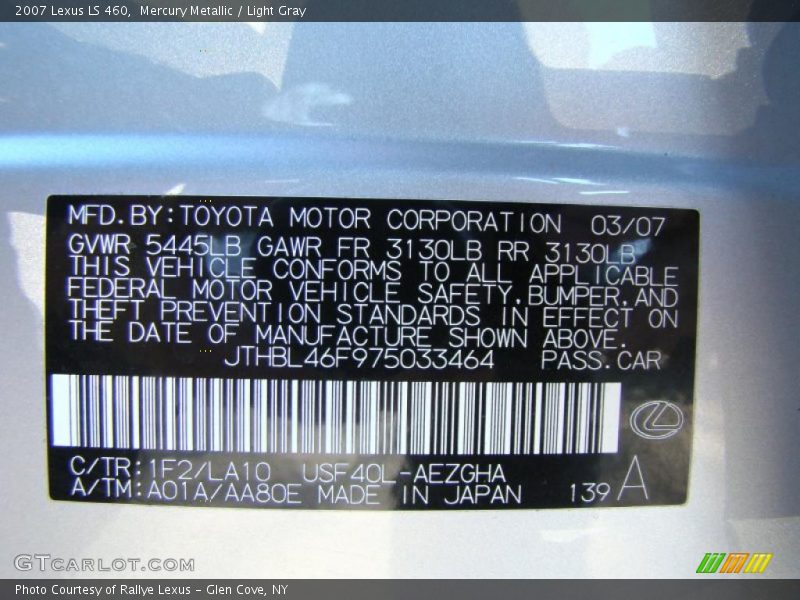 2007 Lexus LS 460, Mercury Metallic / Light Gray
MFD.BY:TOYOTA MOTOR CORPORATION 03/07
GVWR 5445LB GAWR FR 3130LB RR 3130LB
THIS VEHICLE CONFORMS TO ALL APPLICABLE
FEDERAL MOTOR VEHICLE SAFETY.BUMPER.AND
THEFT PREVENTION STANDARDS IN EFFECT ON
THE DATE OF MANUFACTURE SHOWN ABOVE.
JTHBL46F975033464 PASS.CAR
C/TR:1F2/LA10 USF40L-AEZGHA
A/TM:A01A/AA80E MADE IN JAPAN 139 A
GTCARLOT.COM
Photo Courtesy of Rallye Lexus - Glen Cove, NY